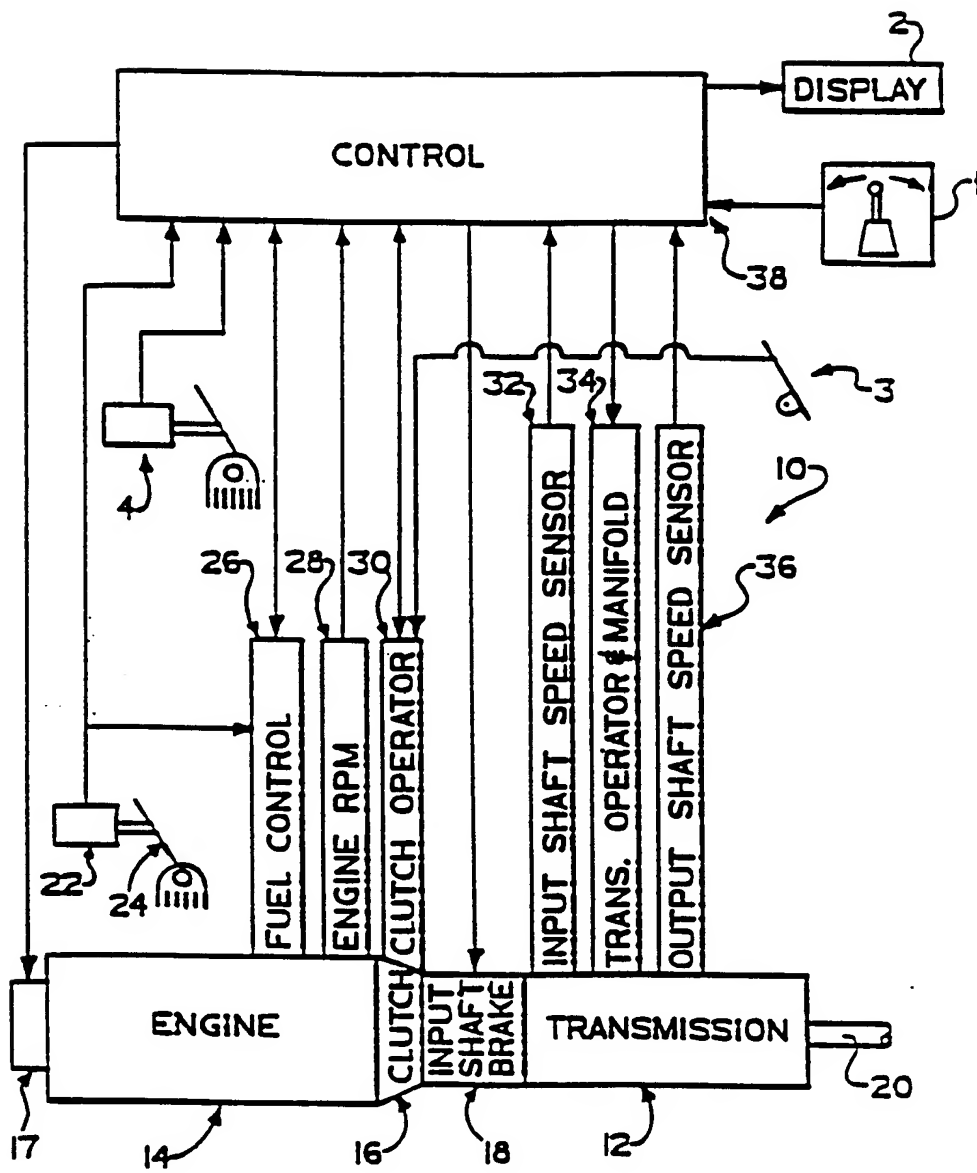 2
DISPLAY
CONTROL
1
38
32
34
3
4
10
26
28
30
36
FUEL CONTROL
ENGINE RPM
CLUTCH OPERATOR
INPUT SHAFT SPEED SENSOR
TRANS. OPERATOR & MANIFOLD
OUTPUT SHAFT SPEED SENSOR
22
24
ENGINE
CLUTCH
INPUT
SHAFT
BRAKE
TRANSMISSION
20
17
14
16
18
12